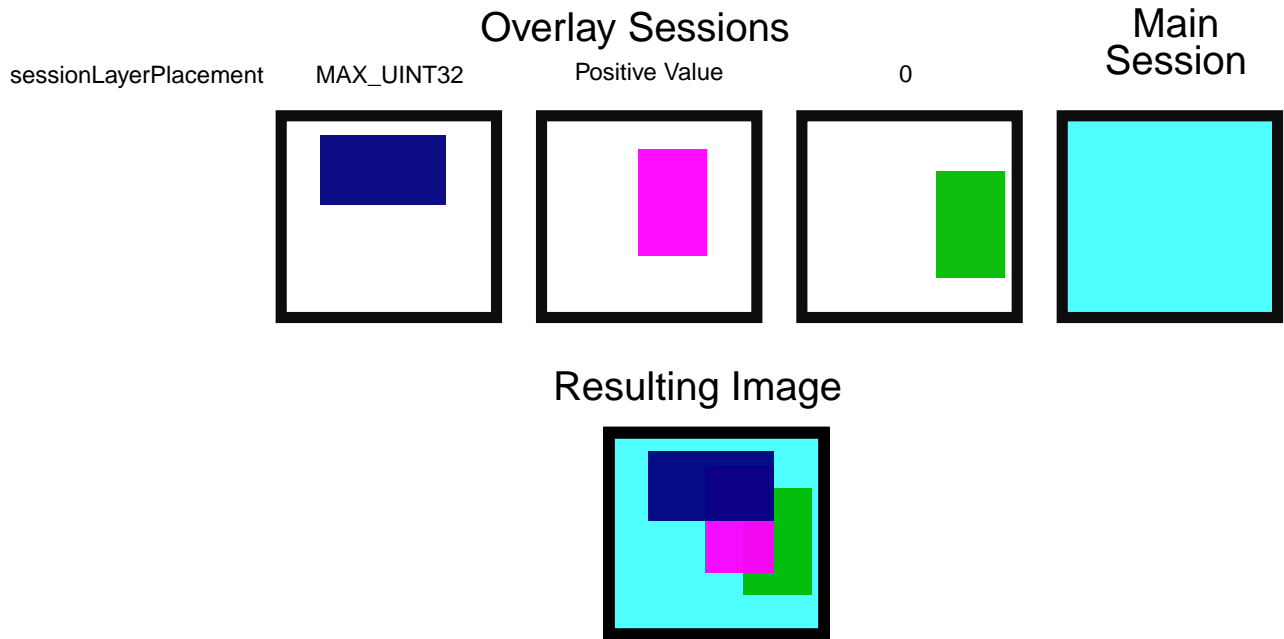 Overlay Sessions
Main
Session
sessionLayerPlacement
MAX_UINT32
Positive Value
0
Resulting Image